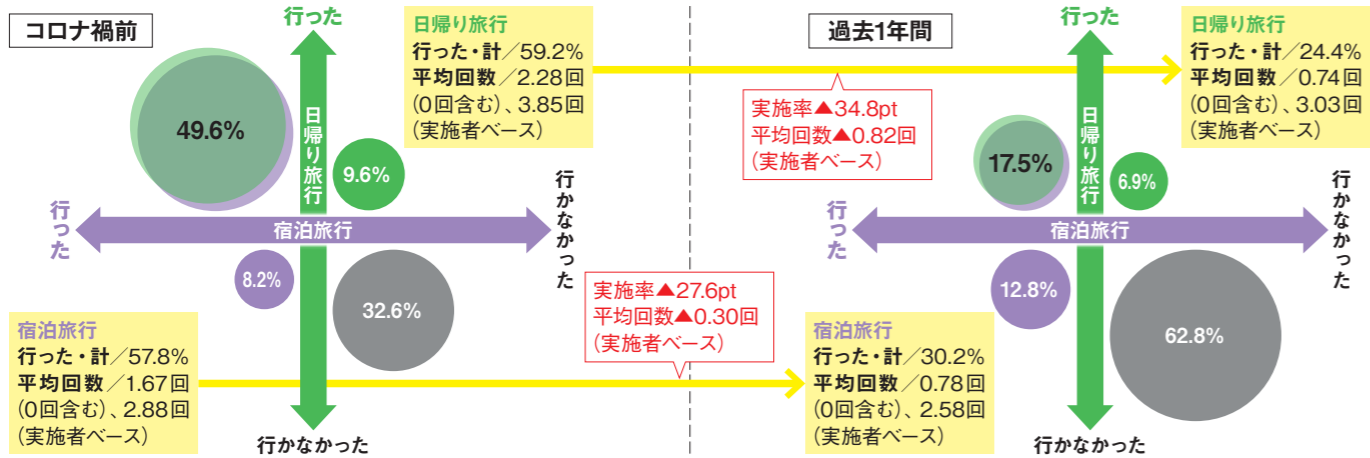 コロナ禍前
行った
日帰り旅行
行った・計／59.2%
平均回数／2.28回
(0回含む)、3.85回
(実施者ベース)
49.6%
日帰り旅行
9.6%
行かなかった
行った
宿泊旅行
8.2%
32.6%
宿泊旅行
行った・計／57.8%
平均回数／1.67回
(0回含む)、2.88回
(実施者ベース)
行かなかった
実施率▲34.8pt
平均回数▲0.82回
(実施者ベース)
実施率▲27.6pt
平均回数▲0.30回
(実施者ベース)
過去1年間
行った
日帰り旅行
行った・計／24.4%
平均回数／0.74回
(0回含む)、3.03回
(実施者ベース)
17.5%
日帰り旅行
6.9%
行かなかった
行った
宿泊旅行
12.8%
62.8%
宿泊旅行
行った・計／30.2%
平均回数／0.78回
(0回含む)、2.58回
(実施者ベース)
行かなかった